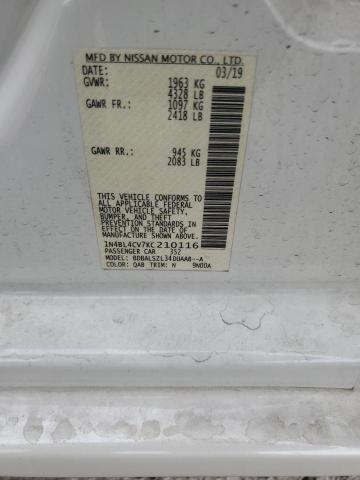 MFD BY NISSAN MOTOR CO., LTD.
DATE: 03/19
GVWR: 1963 KG
4328 LB
GAWR FR: 1097 KG
2418 LB
GAWR RR: 945 KG
2083 LB
THIS VEHICLE CONFORMS TO
ALL APPLICABLE FEDERAL
MOTOR VEHICLE SAFETY,
BUMPER, AND THEFT
PREVENTION STANDARDS IN
EFFECT ON THE DATE OF
MANUFACTURE SHOWN ABOVE.
1N4BL4CV7KC210116
PASSENGER CAR 35Z
MODEL: BDBALSZL34DUAA8--A
COLOR: QAB TRIM: N 9N00A